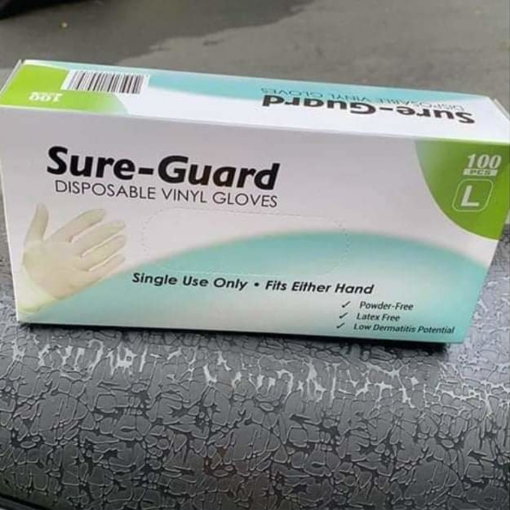 100
DISPOSABLE VINYL GLOVES
Sure-Guard
Sure-Guard
DISPOSABLE VINYL GLOVES
100
PCS
L
Single Use Only • Fits Either Hand
✓ Powder-Free
✓ Latex Free
✓ Low Dermatitis Potential